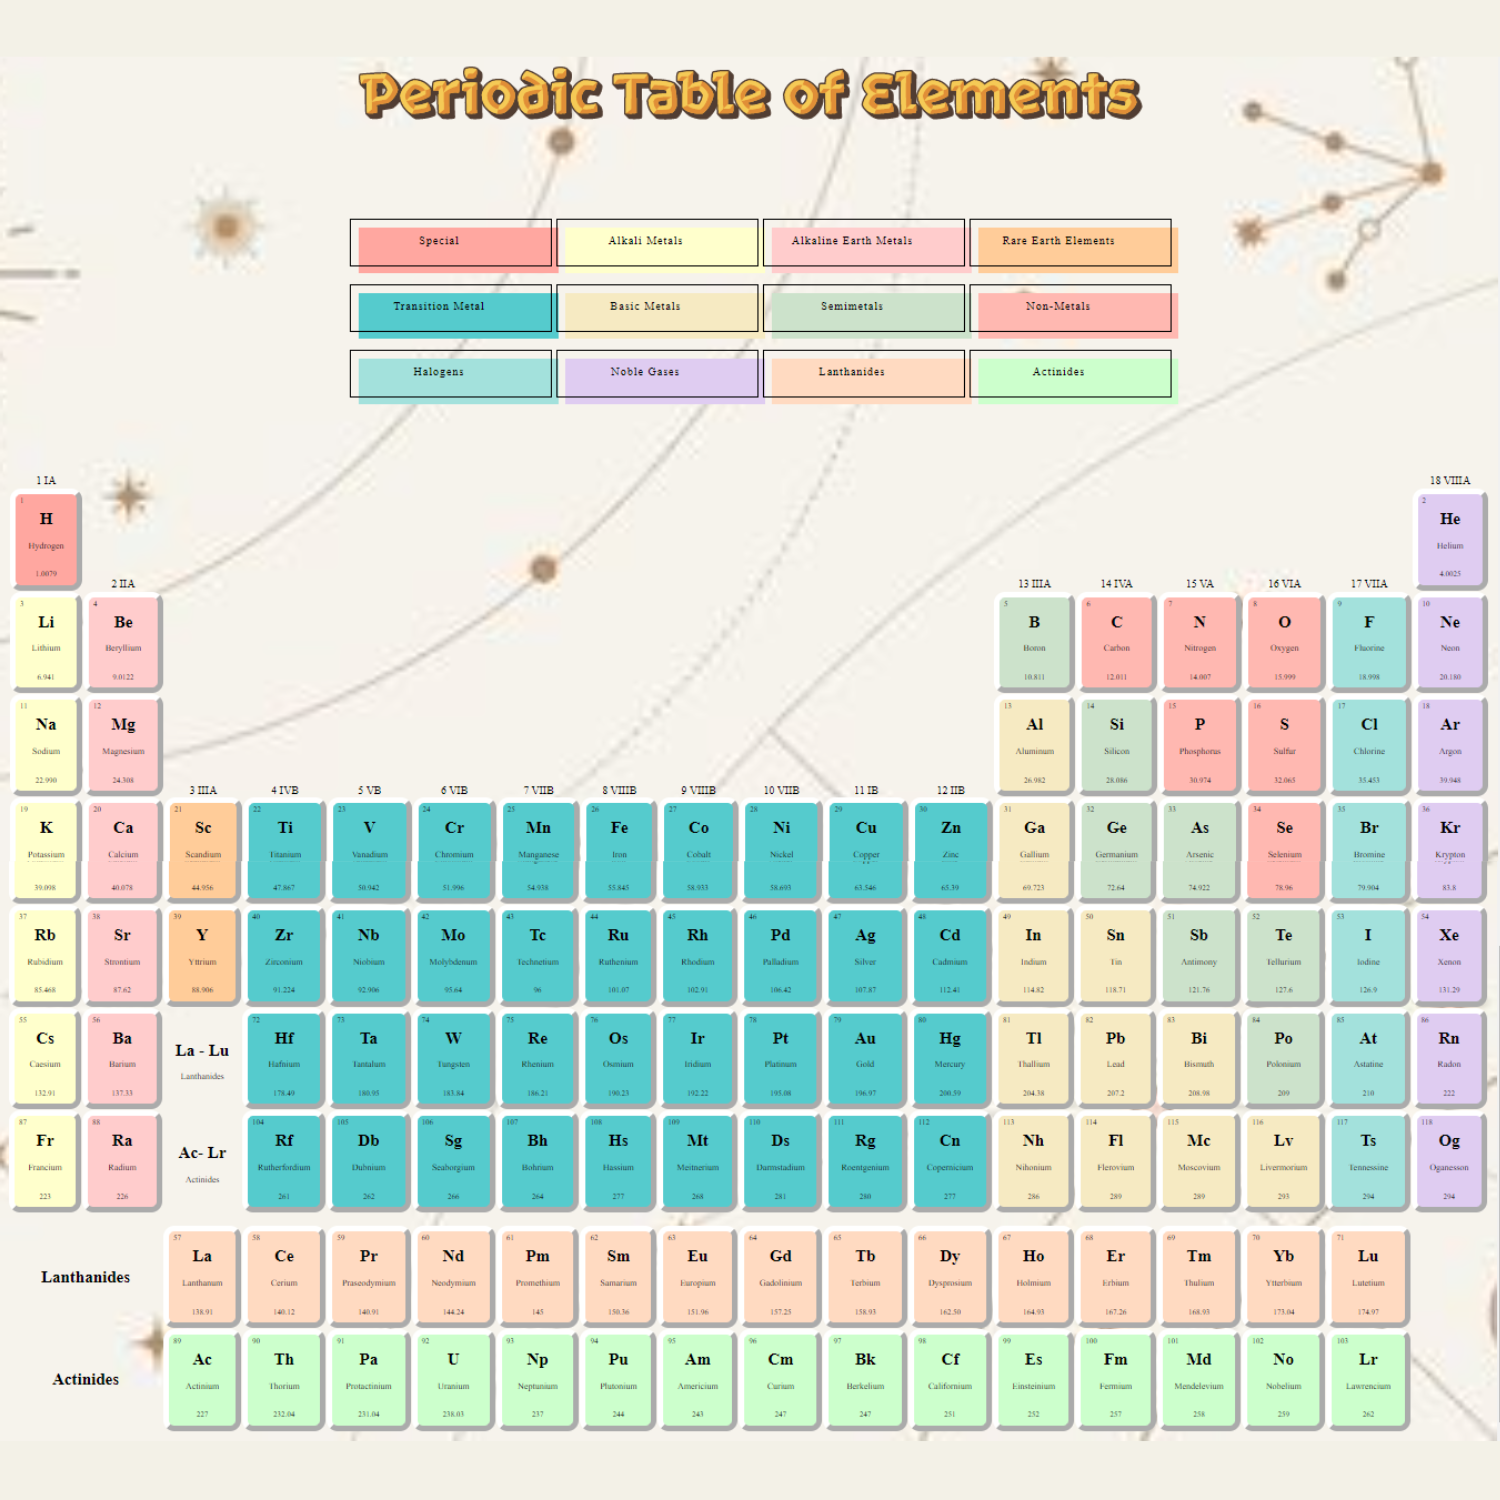 Periodic Table of Elements
Special Alkali Metals Alkaline Earth Metals Rare Earth Elements
Transition Metal Basic Metals Semimetals Non-Metals
Halogens Noble Gases Lanthanides Actinides
1 IA 18 VIIIA
1 2
H He
Hydrogen Helium
1.0079 4.0025
2 IIA 13 IIIA 14 IVA 15 VA 16 VIA 17 VIIA
3 4 5 6 7 8 9 10
Li Be B C N O F Ne
Lithium Beryllium Boron Carbon Nitrogen Oxygen Fluorine Neon
6.941 9.0122 10.811 12.011 14.007 15.999 18.998 20.180
11 12 13 14 15 16 17 18
Na Mg Al Si P S Cl Ar
Sodium Magnesium Aluminum Silicon Phosphorus Sulfur Chlorine Argon
22.990 24.308 26.982 28.086 30.974 32.065 35.453 39.948
3 IIIA 4 IVB 5 VB 6 VIB 7 VIIB 8 VIIIB 9 VIIIB 10 VIIB 11 IB 12 IIB
19 20 21 22 23 24 25 26 27 28 29 30 31 32 33 34 35 36
K Ca Sc Ti V Cr Mn Fe Co Ni Cu Zn Ga Ge As Se Br Kr
Potassium Calcium Scandium Titanium Vanadium Chromium Manganese Iron Cobalt Nickel Copper Zinc Gallium Germanium Arsenic Selenium Bromine Krypton
39.098 40.078 44.956 47.867 50.942 51.996 54.938 55.845 58.933 58.693 63.546 65.39 69.723 72.64 74.922 78.96 79.904 83.8
37 38 39 40 41 42 43 44 45 46 47 48 49 50 51 52 53 54
Rb Sr Y Zr Nb Mo Tc Ru Rh Pd Ag Cd In Sn Sb Te I Xe
Rubidium Strontium Yttrium Zirconium Niobium Molybdenum Technetium Ruthenium Rhodium Palladium Silver Cadmium Indium Tin Antimony Tellurium Iodine Xenon
85.468 87.62 88.906 91.224 92.906 95.64 96 101.07 102.91 106.42 107.87 112.41 114.82 118.71 121.76 127.6 126.9 131.29
55 56 72 73 74 75 76 77 78 79 80 81 82 83 84 85 86
Cs Ba La - Lu Hf Ta W Re Os Ir Pt Au Hg Tl Pb Bi Po At Rn
Caesium Barium Lanthanides Hafnium Tantalum Tungsten Rhenium Osmium Iridium Platinum Gold Mercury Thallium Lead Bismuth Polonium Astatine Radon
132.91 137.33 178.49 180.95 183.84 186.21 190.23 192.22 195.08 196.97 200.59 204.38 207.2 208.98 209 210 222
87 88 104 105 106 107 108 109 110 111 112 113 114 115 116 117 118
Fr Ra Ac- Lr Rf Db Sg Bh Hs Mt Ds Rg Cn Nh Fl Mc Lv Ts Og
Francium Radium Actinides Rutherfordium Dubnium Seaborgium Bohrium Hassium Meitnerium Darmstadium Roentgenium Copernicium Nihonium Flerovium Moscovium Livermorium Tennessine Oganesson
223 226 261 262 266 264 277 268 281 280 277 286 289 289 293 294 294
57 58 59 60 61 62 63 64 65 66 67 68 69 70 71
La Ce Pr Nd Pm Sm Eu Gd Tb Dy Ho Er Tm Yb Lu
Lanthanides Lanthanum Cerium Praseodymium Neodymium Promethium Samarium Europium Gadolinium Terbium Dysprosium Holmium Erbium Thulium Ytterbium Lutetium
138.91 140.12 140.91 144.24 145 150.36 151.96 157.25 158.93 162.50 164.93 167.26 168.93 173.04 174.97
89 90 91 92 93 94 95 96 97 98 99 100 101 102 103
Ac Th Pa U Np Pu Am Cm Bk Cf Es Fm Md No Lr
Actinides Actinium Thorium Protactinium Uranium Neptunium Plutonium Americium Curium Berkelium Californium Einsteinium Fermium Mendelevium Nobelium Lawrencium
227 232.04 231.04 238.03 237 244 243 247 247 251 252 257 258 259 262